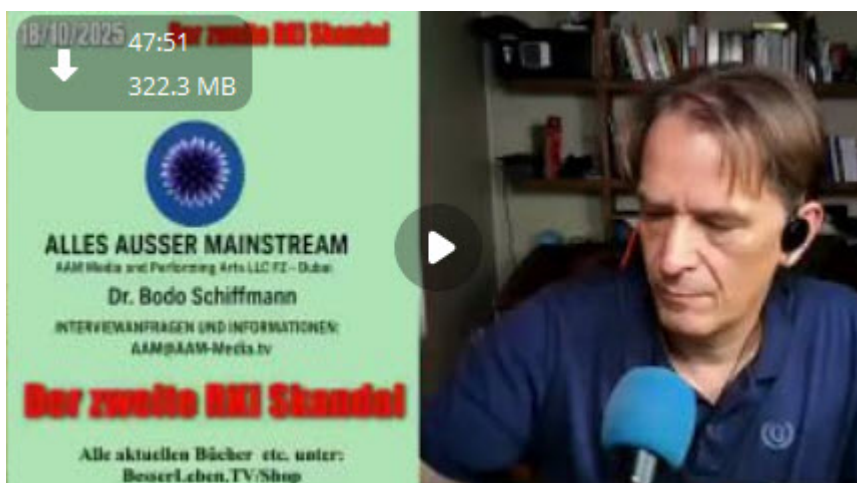 18/10/2025
47:51
322.3 MB
Der zweite RKI Skandal
ALLES AUSSER MAINSTREAM
AAM Media and Performing Arts LLC FZ - Dubai
Dr. Bodo Schiffmann
INTERVIEWANFRAGEN UND INFORMATIONEN:
AAM@AAM-Media.tv
Der zweite RKI Skandal
Alle aktuellen Bücher etc. unter:
BesserLeben.TV/Shop